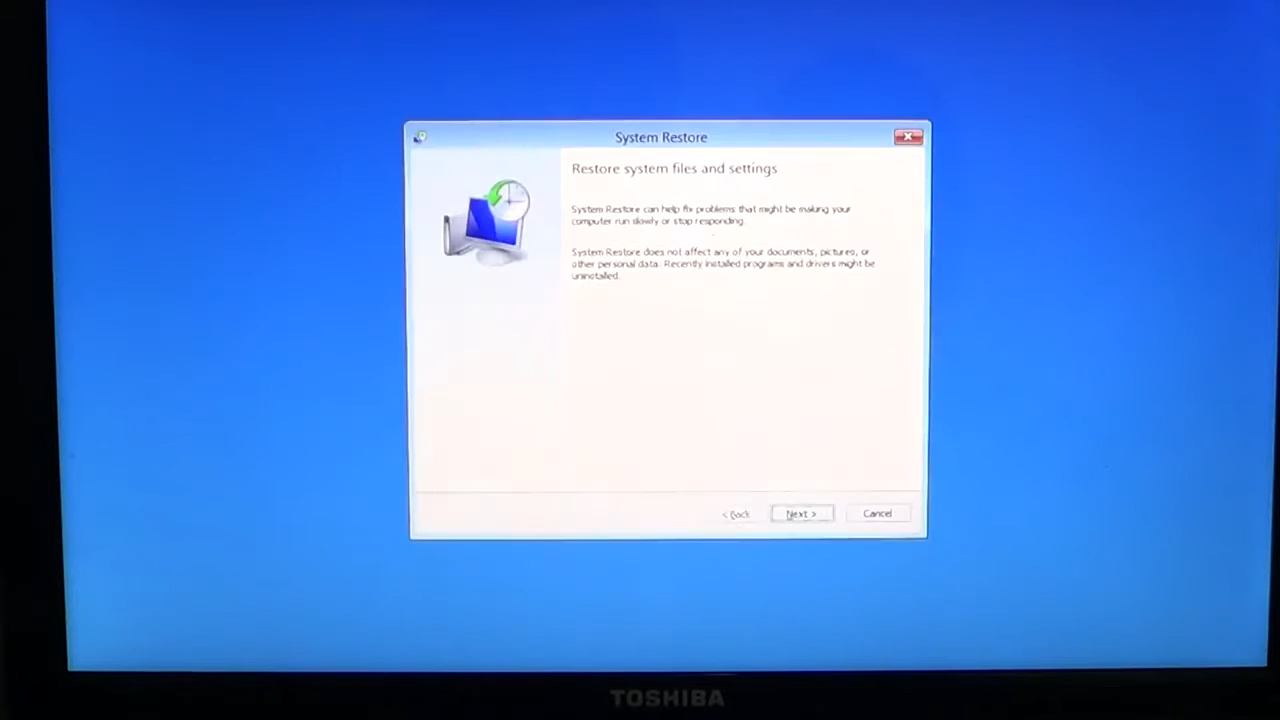 System Restore
Restore system files and settings
System Restore can help fix problems that might be making your
computer run slowly or stop responding.
System Restore does not affect any of your documents, pictures, or
other personal data. Recently installed programs and drivers might be
uninstalled.
< Back
Next >
Cancel
TOSHIBA